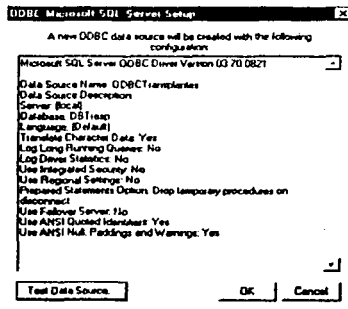 ODBC Microsoft SQL Server Setup
A new ODBC data source will be created with the following
configuration:
Microsoft SQL Server ODBC Driver Version 03.70.0821
Data Source Name: ODBCTransplantes
Data Source Description:
Server: (local)
Database: DBTrasp
Language: (Default)
Translate Character Data: Yes
Log Long Running Queries: No
Log Driver Statistics: No
Use Integrated Security: No
Use Regional Settings: No
Prepared Statements Option: Drop temporary procedures on
disconnect
Use Failover Server: No
Use ANSI Quoted Identifiers: Yes
Use ANSI Null, Paddings and Warnings: Yes
Test Data Source.
OK
Cancel